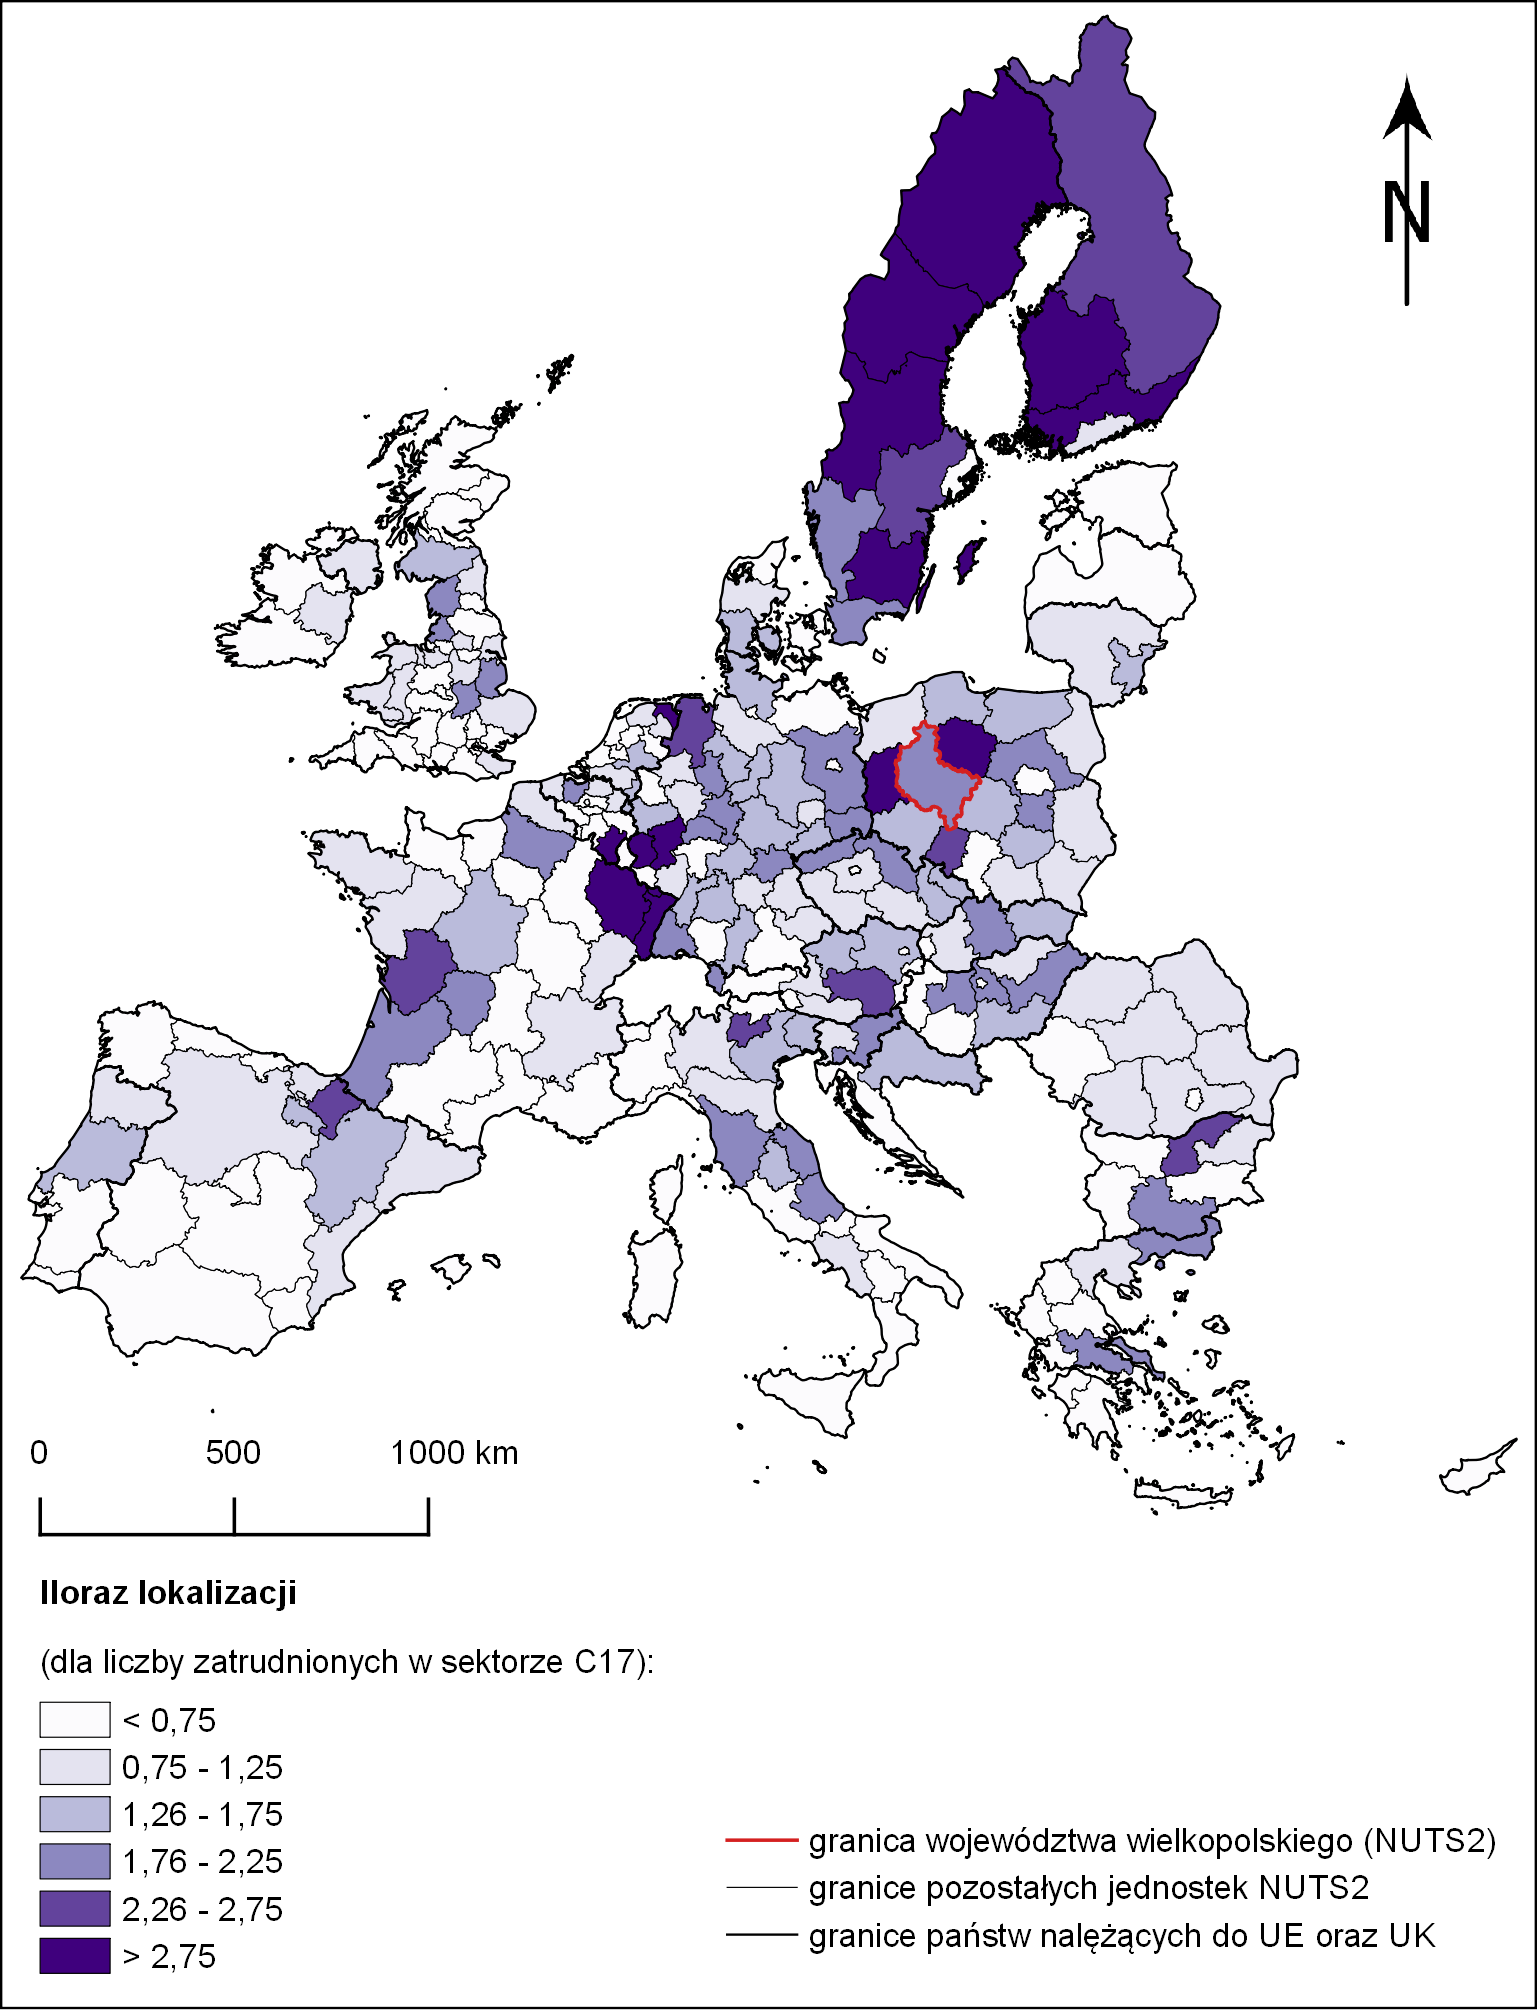 N
0 500 1000 km
Iloraz lokalizacji
(dla liczby zatrudnionych w sektorze C17):
< 0,75
0,75 - 1,25
1,26 - 1,75
1,76 - 2,25
2,26 - 2,75
> 2,75
granica województwa wielkopolskiego (NUTS2)
granice pozostałych jednostek NUTS2
granice państw nalężących do UE oraz UK